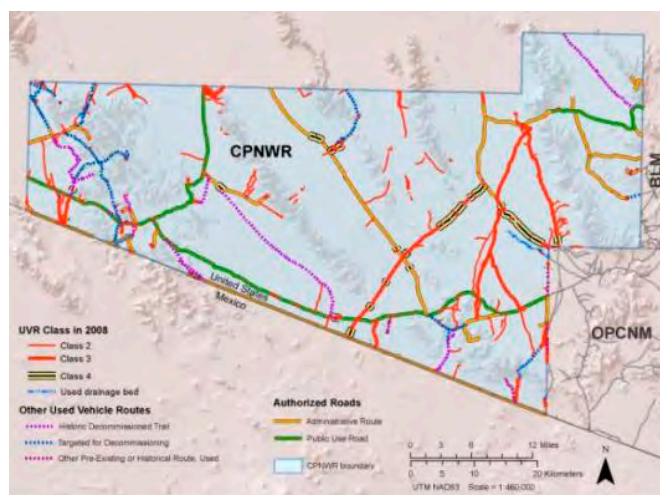 CPNWR
BLM
United States
Mexico
OPCNM
UVR Class in 2008
Class 2
Class 3
Class 4
Used drainage bed
Other Used Vehicle Routes
Historic Decommissioned Trail
Targeted for Decommissioning
Other Pre-Existing or Historical Route, Used
Authorized Roads
Administrative Route
Public Use Road
CPNWR boundary
0 3 6 12 Miles
0 5 10 20 Kilometers
UTM NAD83 Scale = 1:460,000
N